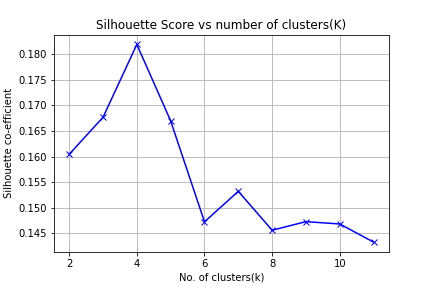 Silhouette Score vs number of clusters(K)
Silhouette co-efficient
0.180
0.175
0.170
0.165
0.160
0.155
0.150
0.145
2 4 6 8 10
No. of clusters(k)